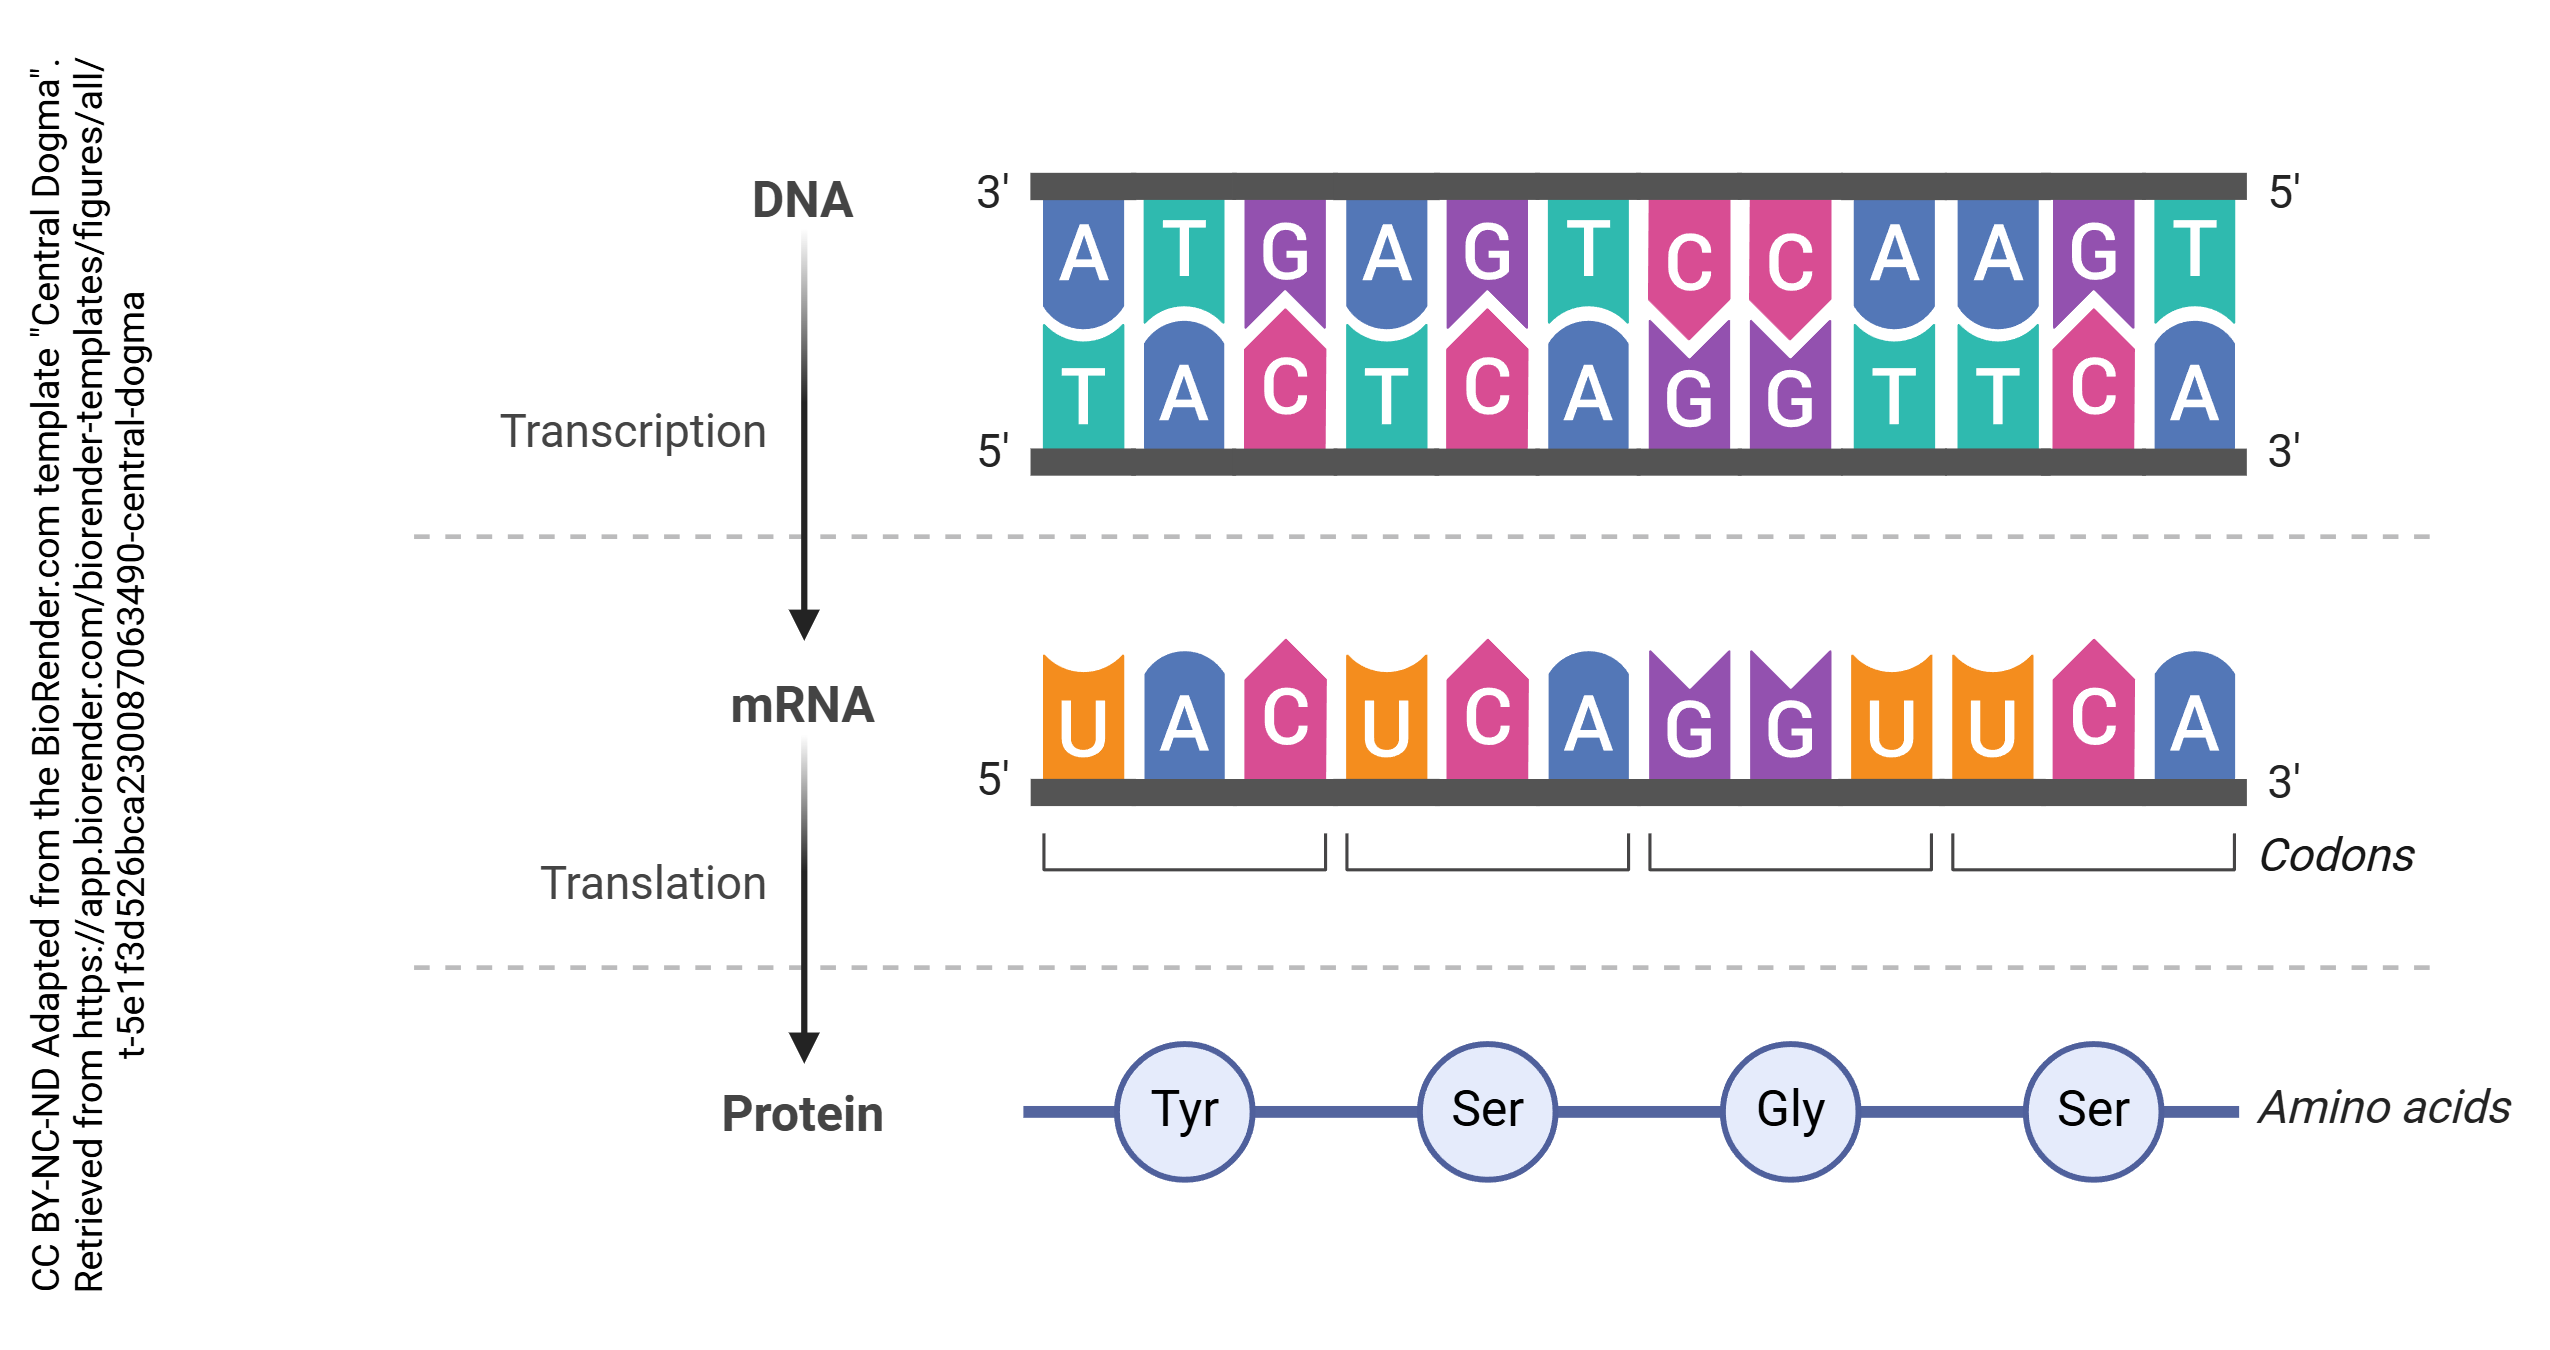 CC BY-NC-ND Adapted from the BioRender.com template "Central Dogma".
Retrieved from https://app.biorender.com/biorender-templates/figures/all/
t-5e1f3d526bca230087063490-central-dogma
DNA
3' 5'
A T G A G T C C A A G T
T A C T C A G G T T C A
5' 3'
Transcription
mRNA
U A C U C A G G U U C A
5' 3'
Codons
Translation
Protein
Tyr Ser Gly Ser
Amino acids